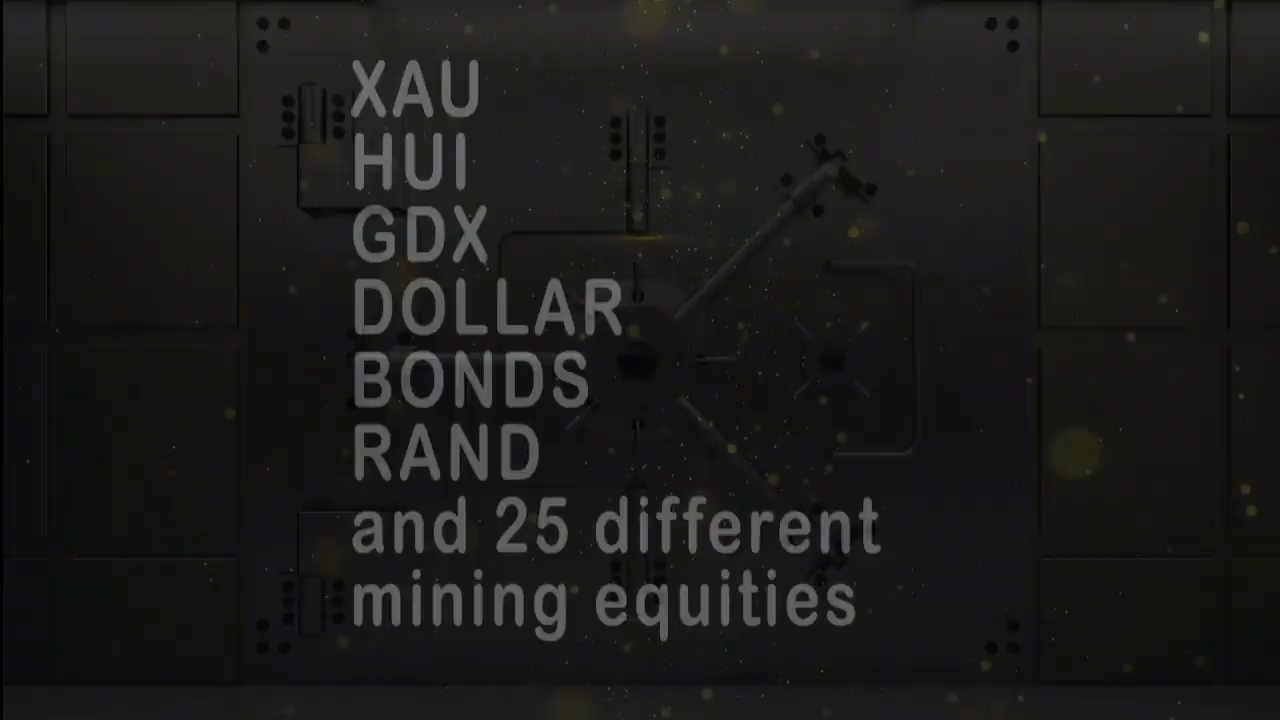 XAU
HUI
GDX
DOLLAR
BONDS
RAND
and 25 different
mining equities